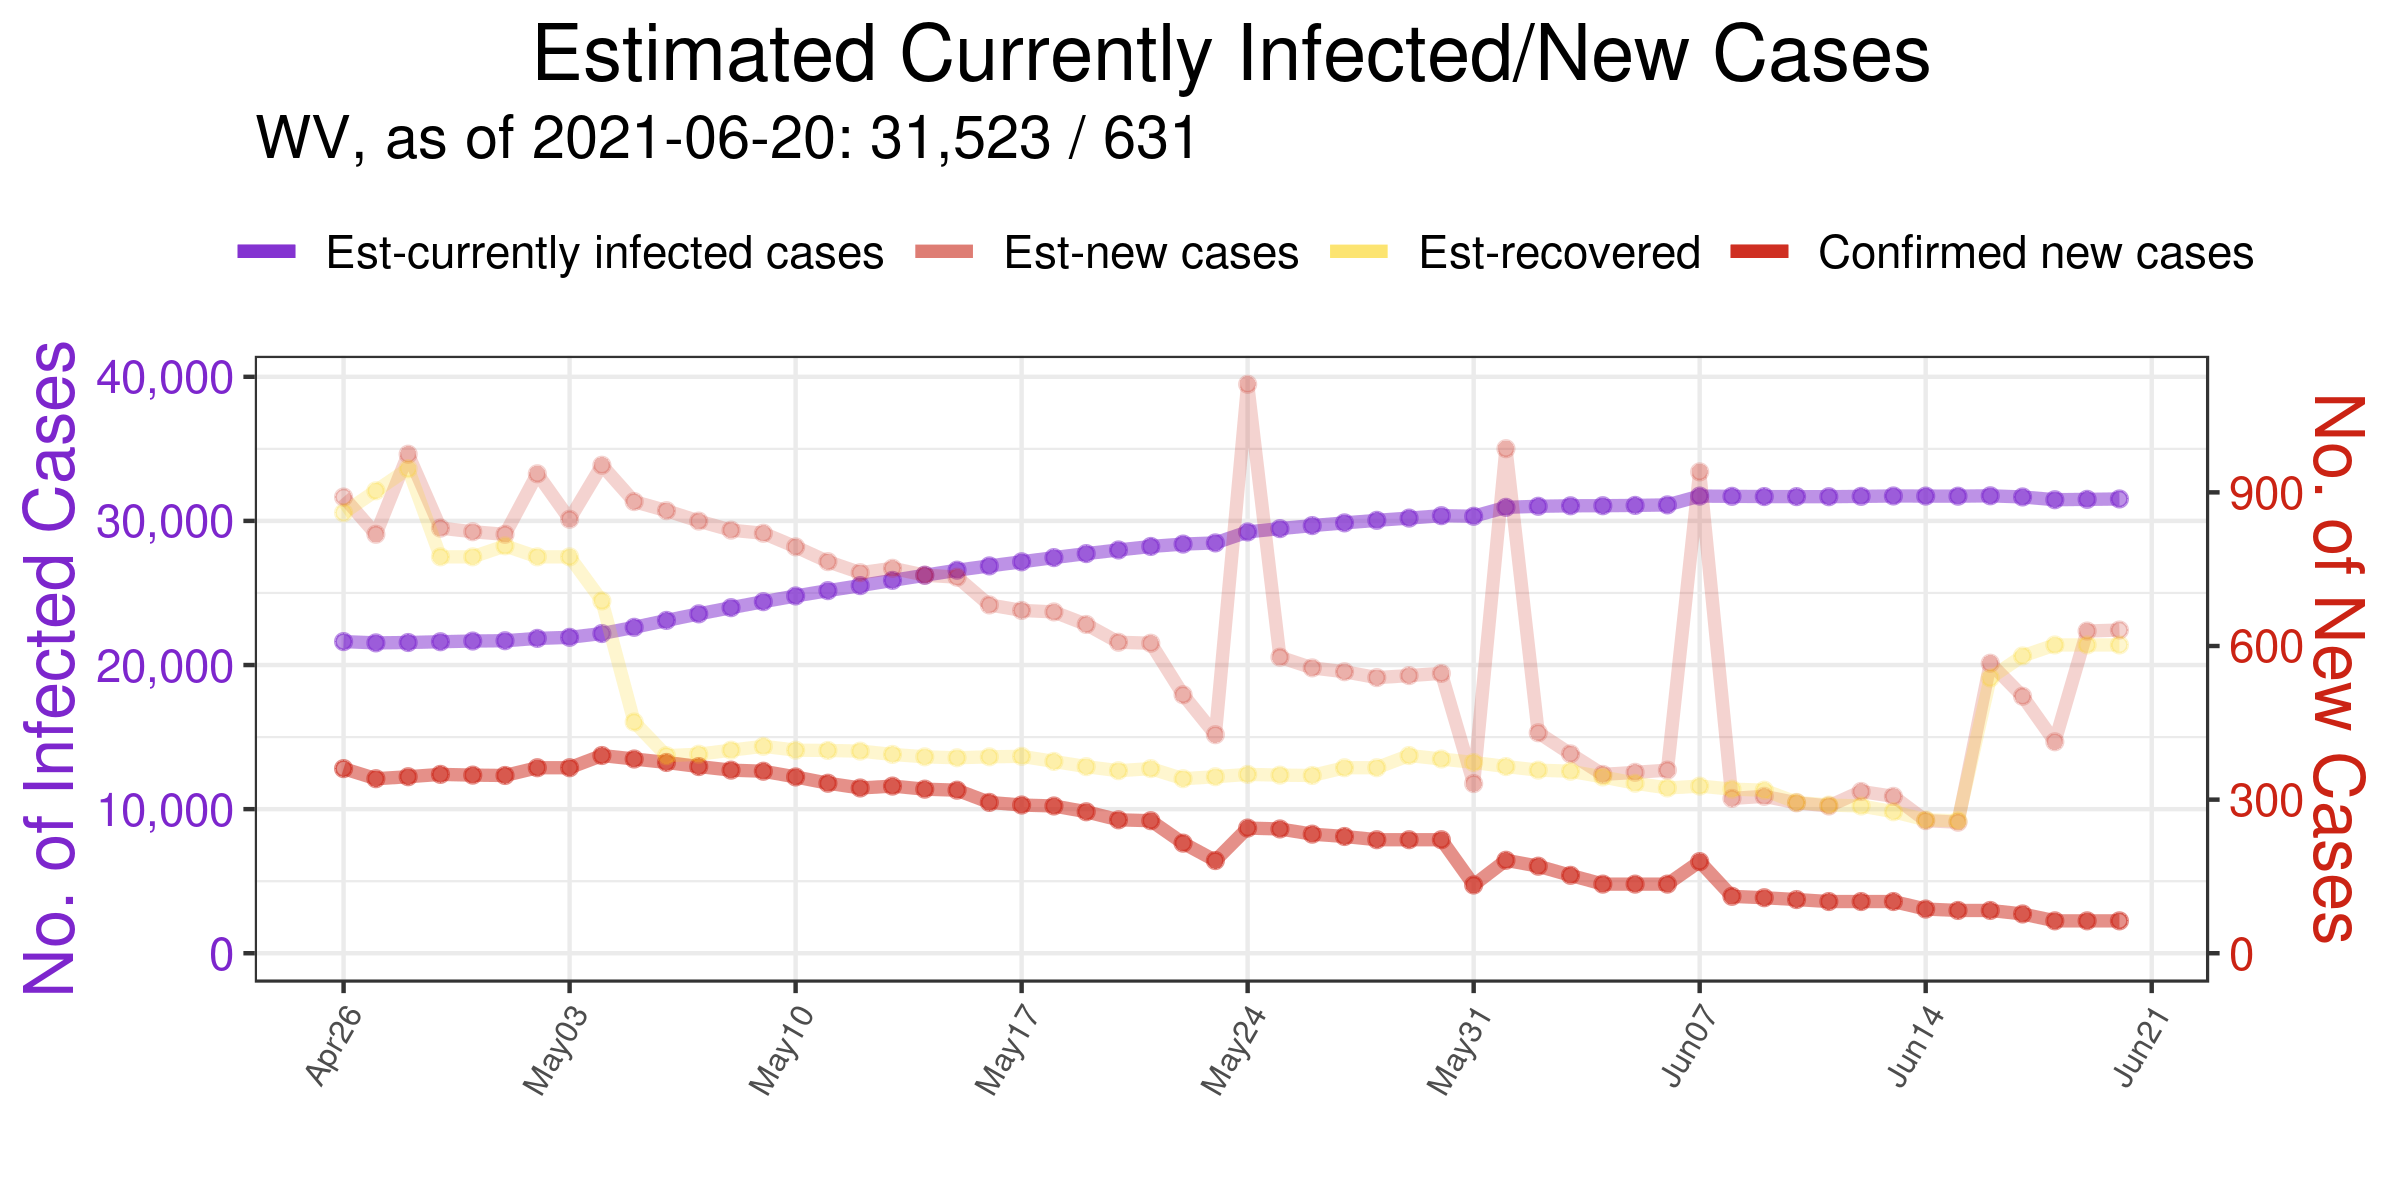 Estimated Currently Infected/New Cases
WV, as of 2021-06-20: 31,523 / 631
Est-currently infected cases
Est-new cases
Est-recovered
Confirmed new cases
No. of Infected Cases
40,000
30,000
20,000
10,000
0
No. of New Cases
900
600
300
0
Apr26
May03
May10
May17
May24
May31
Jun07
Jun14
Jun21